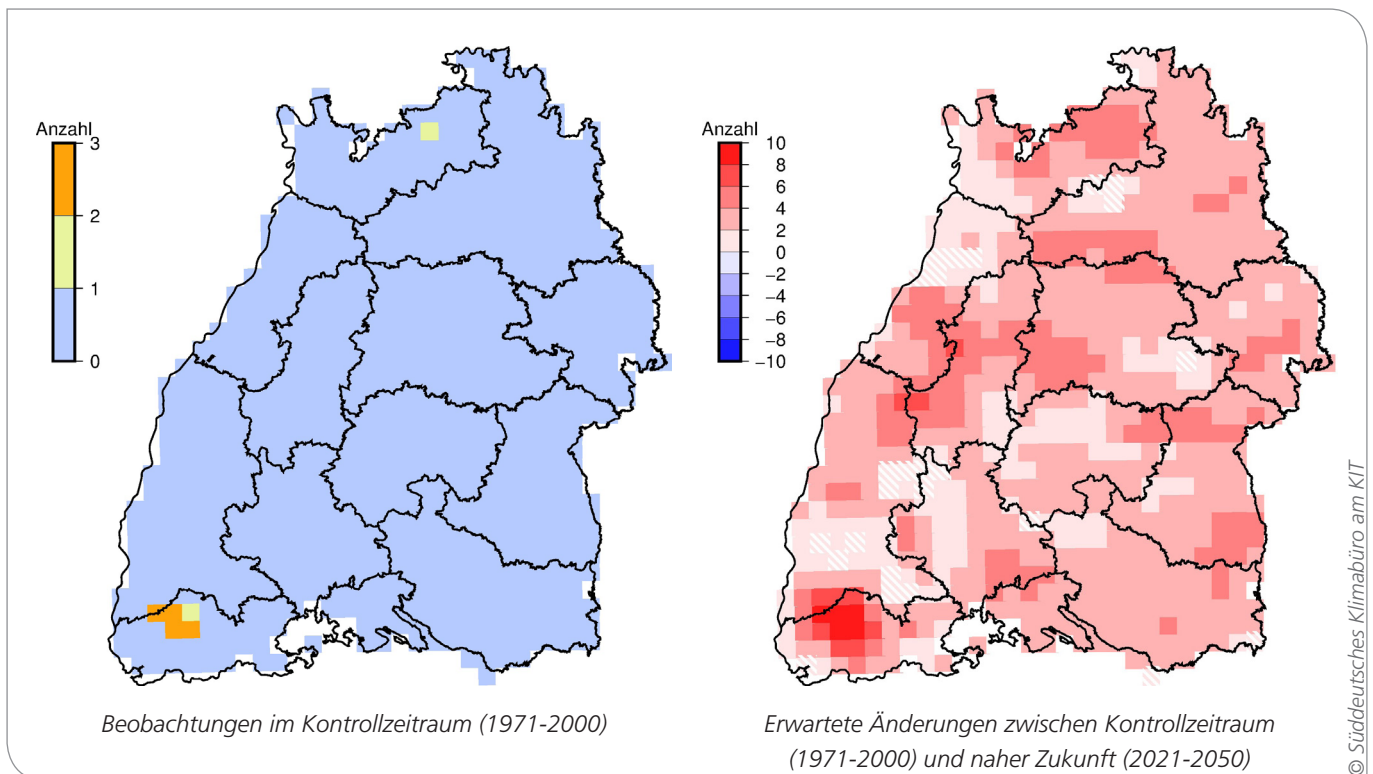 Anzahl
3
2
1
0
Beobachtungen im Kontrollzeitraum (1971-2000)
Anzahl
10
8
6
4
2
0
−2
−4
−6
−8
−10
Erwartete Änderungen zwischen Kontrollzeitraum
(1971-2000) und naher Zukunft (2021-2050)
© Süddeutsches Klimabüro am KIT